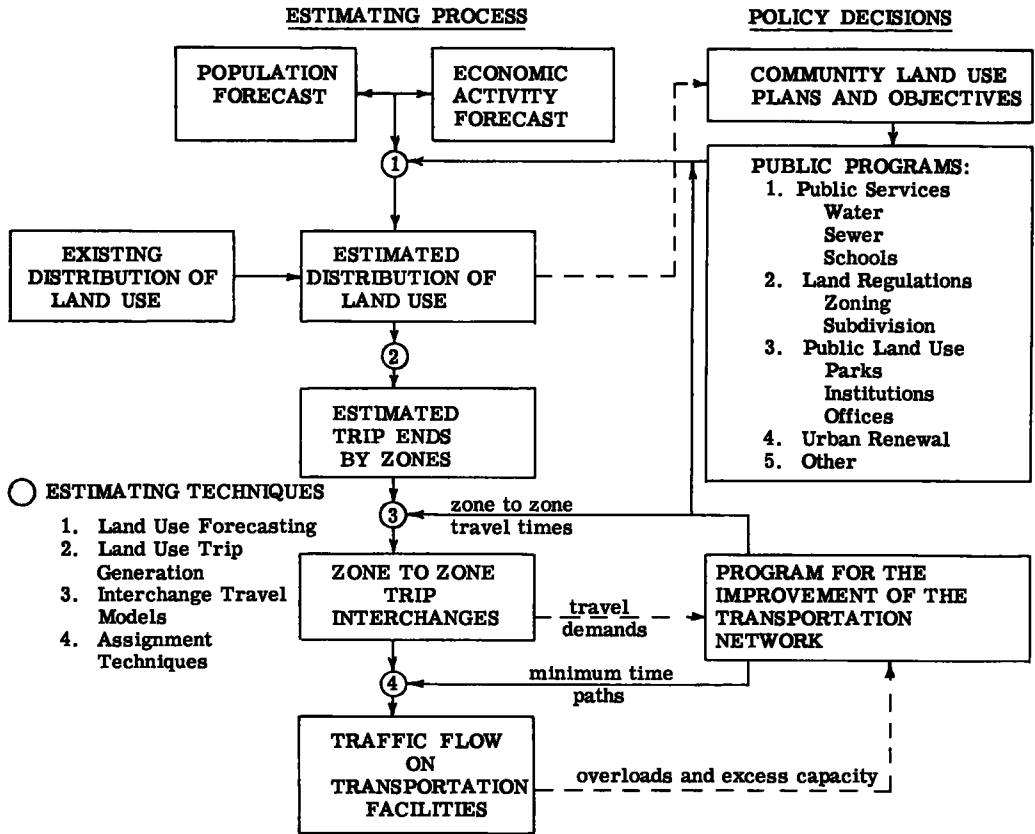 ESTIMATING PROCESS
POPULATION
FORECAST
ECONOMIC
ACTIVITY
FORECAST
1
EXISTING
DISTRIBUTION OF
LAND USE
ESTIMATED
DISTRIBUTION OF
LAND USE
2
ESTIMATED
TRIP ENDS
BY ZONES
ESTIMATING TECHNIQUES
1. Land Use Forecasting
2. Land Use Trip
Generation
3. Interchange Travel
Models
4. Assignment
Techniques
3
zone to zone
travel times
ZONE TO ZONE
TRIP
INTERCHANGES
travel
demands
4
minimum time
paths
TRAFFIC FLOW
ON
TRANSPORTATION
FACILITIES
overloads and excess capacity
POLICY DECISIONS
COMMUNITY LAND USE
PLANS AND OBJECTIVES
PUBLIC PROGRAMS:
1. Public Services
Water
Sewer
Schools
2. Land Regulations
Zoning
Subdivision
3. Public Land Use
Parks
Institutions
Offices
4. Urban Renewal
5. Other
PROGRAM FOR THE
IMPROVEMENT OF THE
TRANSPORTATION
NETWORK